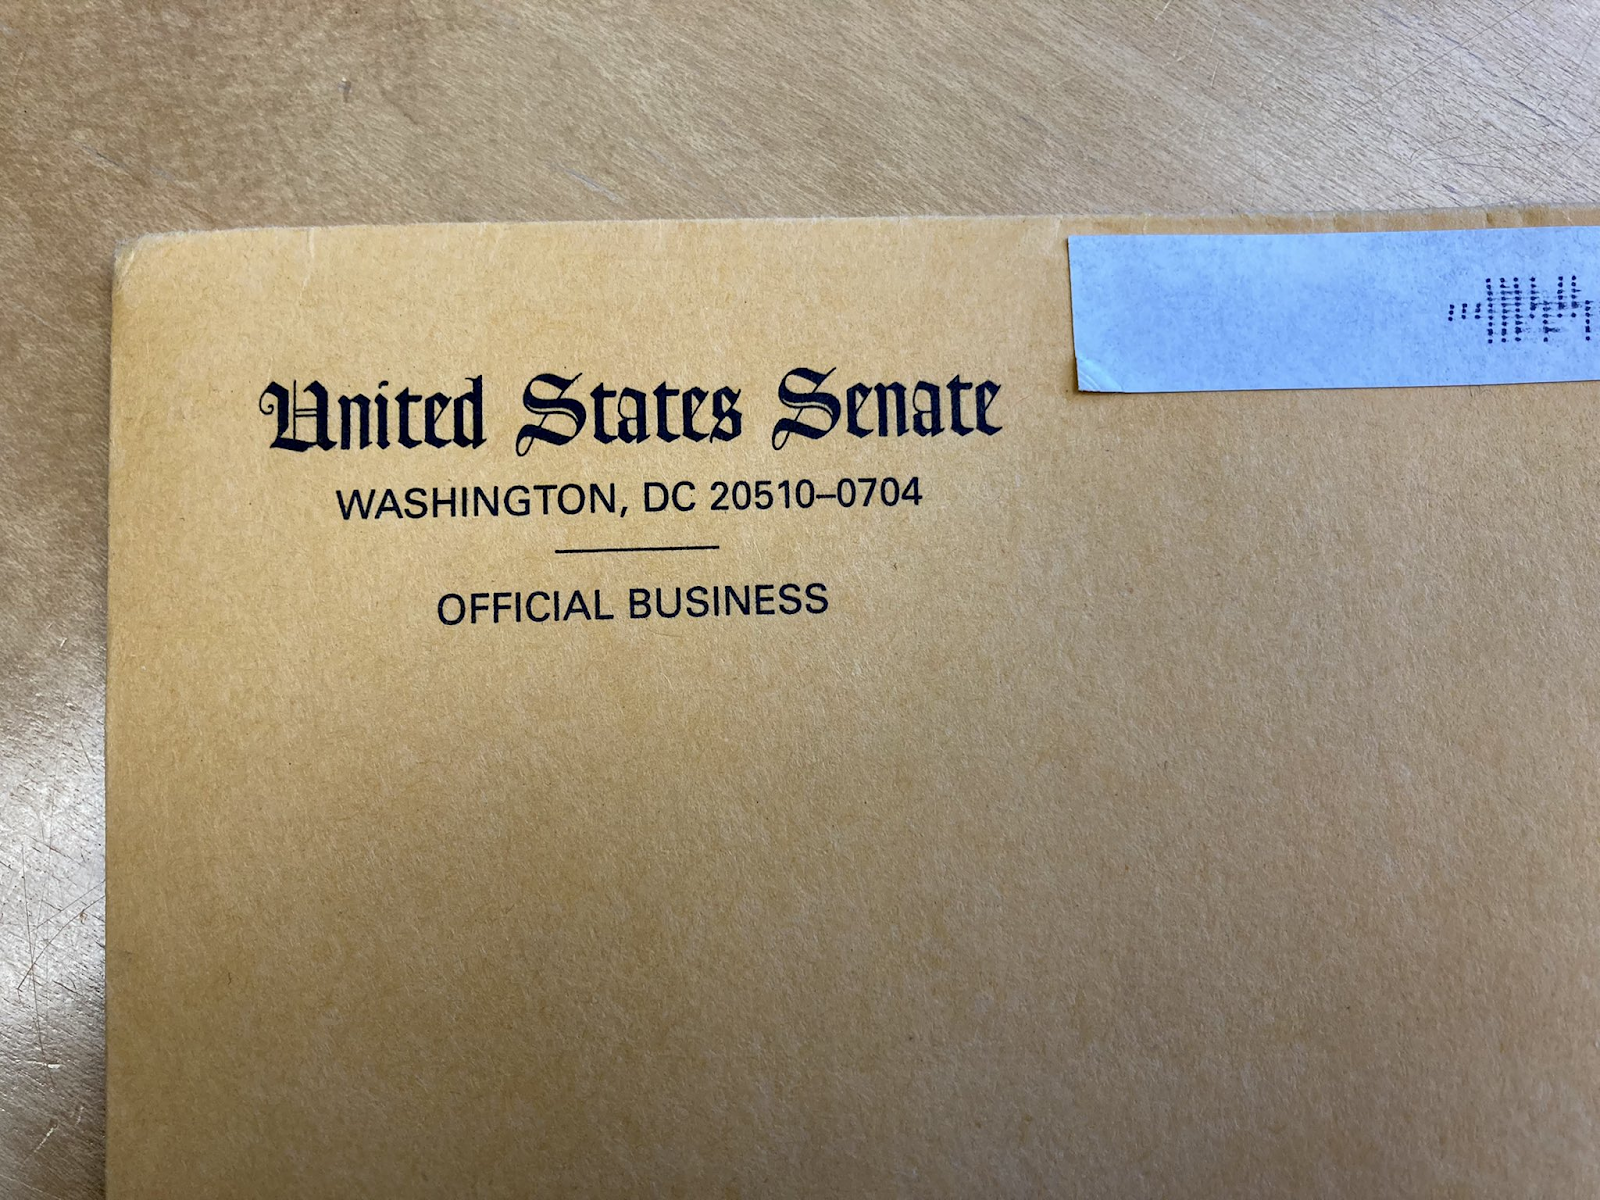 United States Senate
WASHINGTON, DC 20510–0704
OFFICIAL BUSINESS